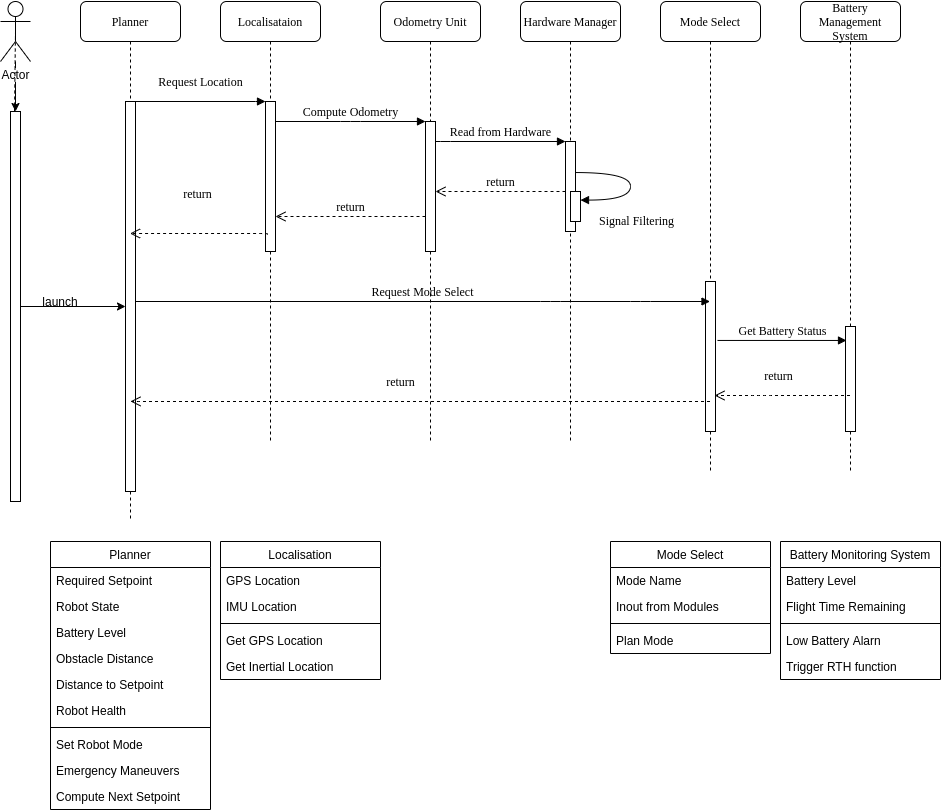 Actor
Planner
Localisataion
Odometry Unit
Hardware Manager
Mode Select
Battery
Management
System
Request Location
Compute Odometry
Read from Hardware
return
return
return
Signal Filtering
launch
Request Mode Select
Get Battery Status
return
return
Planner
Required Setpoint
Robot State
Battery Level
Obstacle Distance
Distance to Setpoint
Robot Health
Set Robot Mode
Emergency Maneuvers
Compute Next Setpoint
Localisation
GPS Location
IMU Location
Get GPS Location
Get Inertial Location
Mode Select
Mode Name
Inout from Modules
Plan Mode
Battery Monitoring System
Battery Level
Flight Time Remaining
Low Battery Alarn
Trigger RTH function